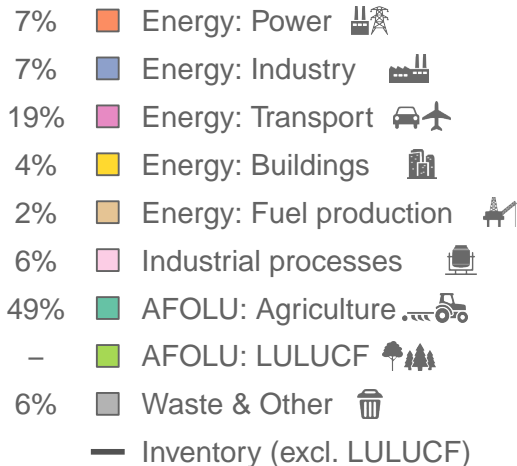 7% Energy: Power
7% Energy: Industry
19% Energy: Transport
4% Energy: Buildings
2% Energy: Fuel production
6% Industrial processes
49% AFOLU: Agriculture
– AFOLU: LULUCF
6% Waste & Other
Inventory (excl. LULUCF)